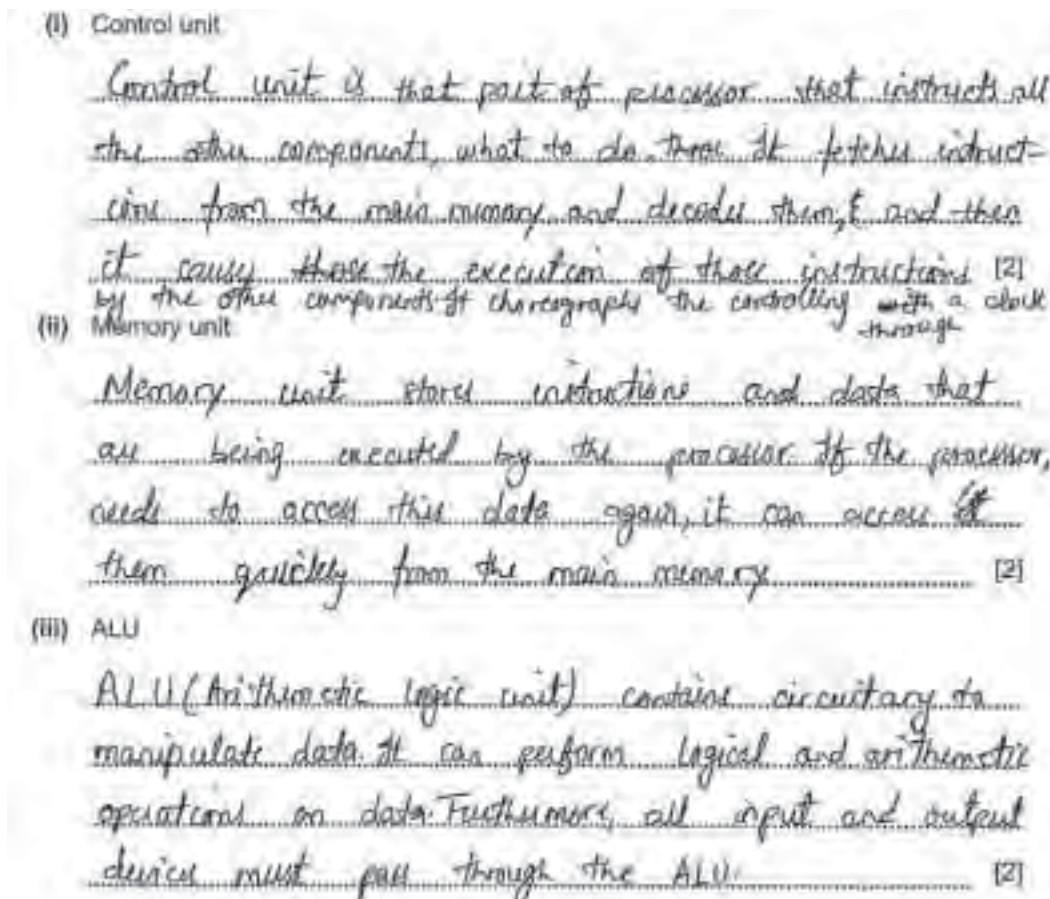 (i) Control unit
Control unit is that part of processor that instructs all
the other components, what to do. These It fetches instruct-
ions from the main memory and decodes them, & and then
it causes those the execution of those instructions [2]
by the other components. It choreographs the controlling with a clock
through
(ii) Memory unit
Memory unit stores instructions and data that
are being executed by the processor. If the processor,
needs to access this data again, it can access it
them quickly from the main memory [2]
(iii) ALU
ALU (Arithmetic logic unit) contains circuitary to
manipulate data. It can perform logical and arithmetic
operations on data. Furthermore, all input and output
devices must pass through the ALU. [2]